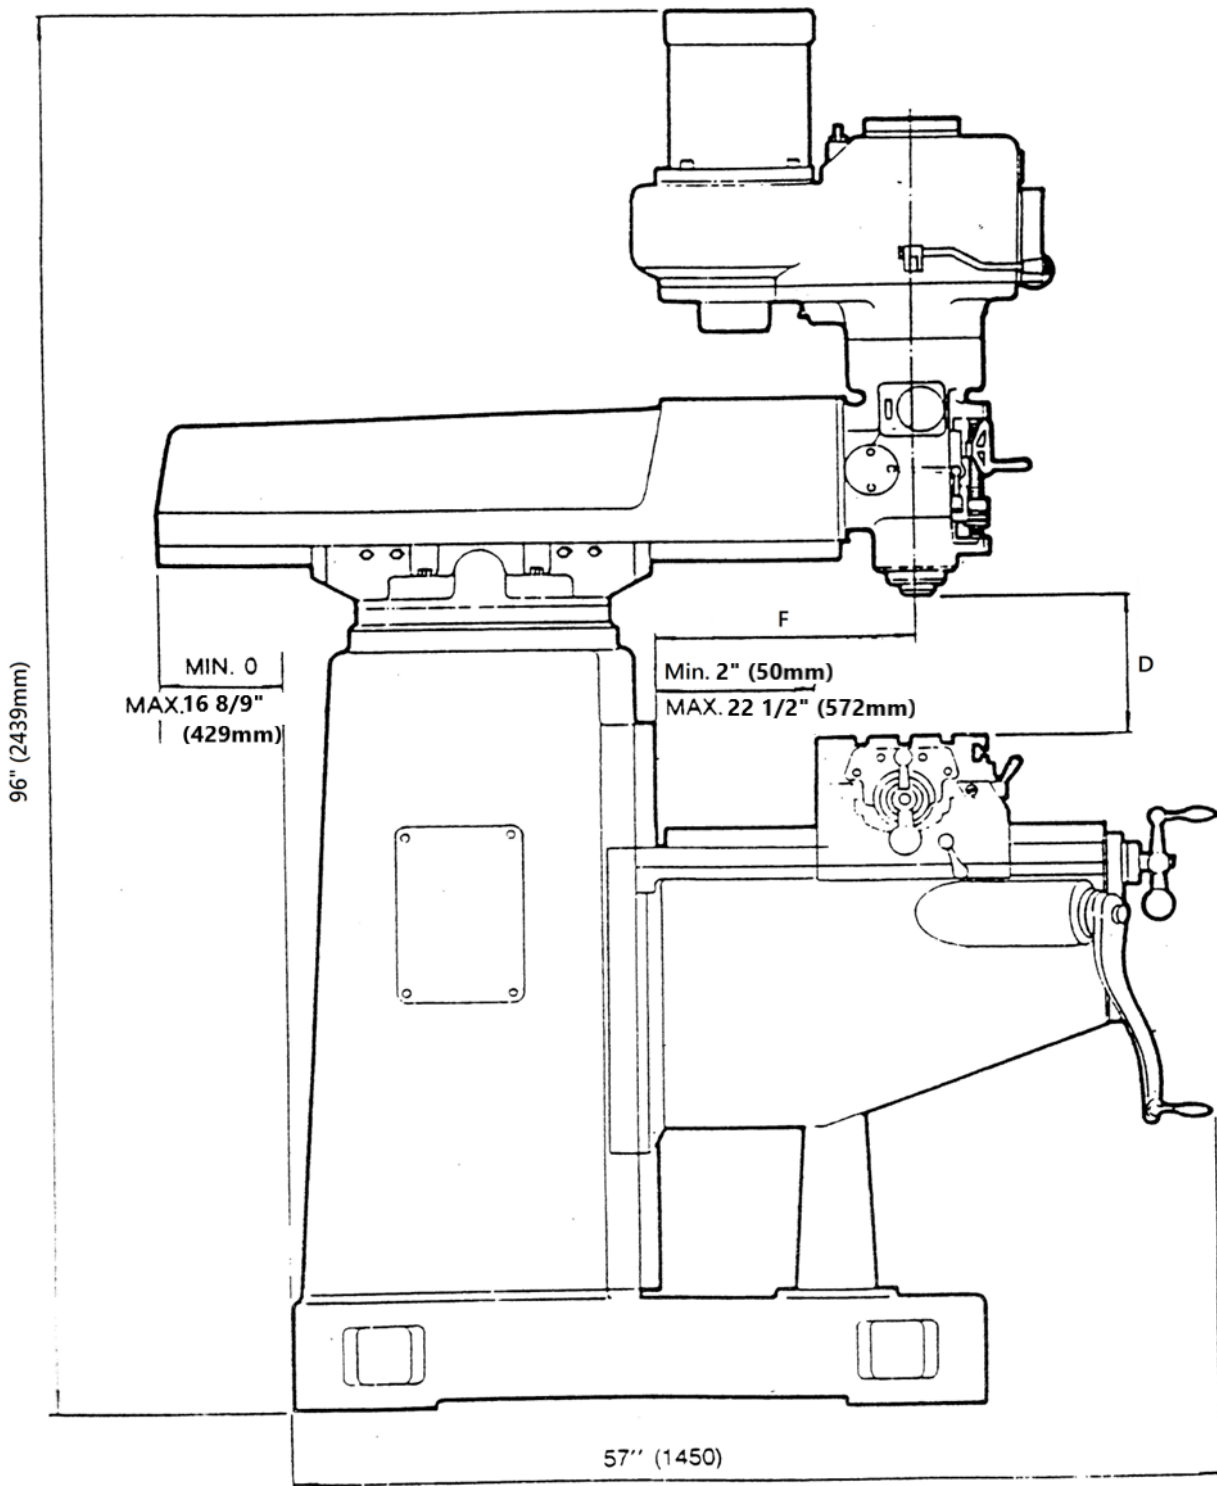 F
MIN. 0
MAX.16 8/9"
(429mm)
Min. 2" (50mm)
MAX. 22 1/2" (572mm)
D
96" (2439mm)
57'' (1450)